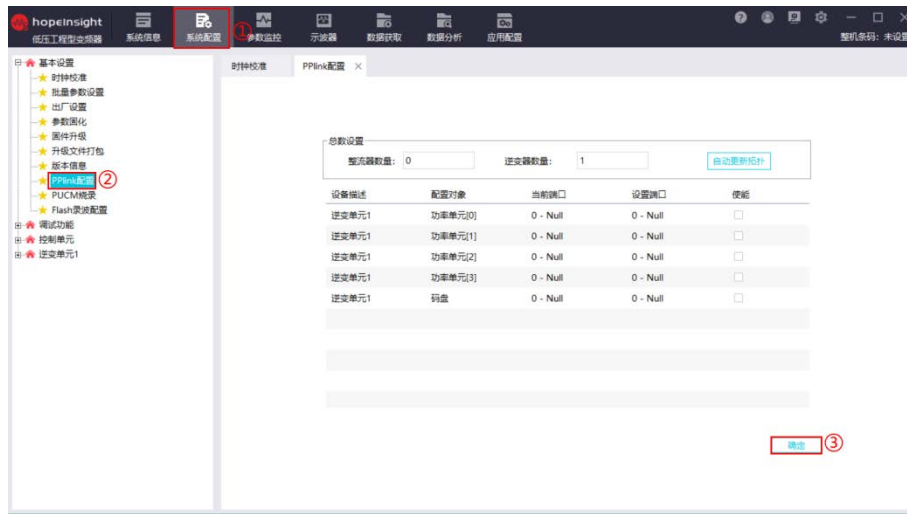 hopeInsight
低压工程型变频器
系统信息
系统配置
①
参数监控
示波器
数据获取
数据分析
应用配置
整机条码：未设置
基本设置
时钟校准
批量参数设置
出厂设置
参数固化
固件升级
升级文件打包
版本信息
PPlink配置 ②
PUCM烧录
Flash录波配置
调试功能
控制单元
逆变单元1
时钟校准 PPlink配置 ×
总数设置
整流器数量： 0 逆变器数量： 1 自动更新拓扑
设备描述 配置对象 当前端口 设置端口 使能
逆变单元1 功率单元[0] 0 - Null 0 - Null
逆变单元1 功率单元[1] 0 - Null 0 - Null
逆变单元1 功率单元[2] 0 - Null 0 - Null
逆变单元1 功率单元[3] 0 - Null 0 - Null
逆变单元1 码盘 0 - Null 0 - Null
确定 ③